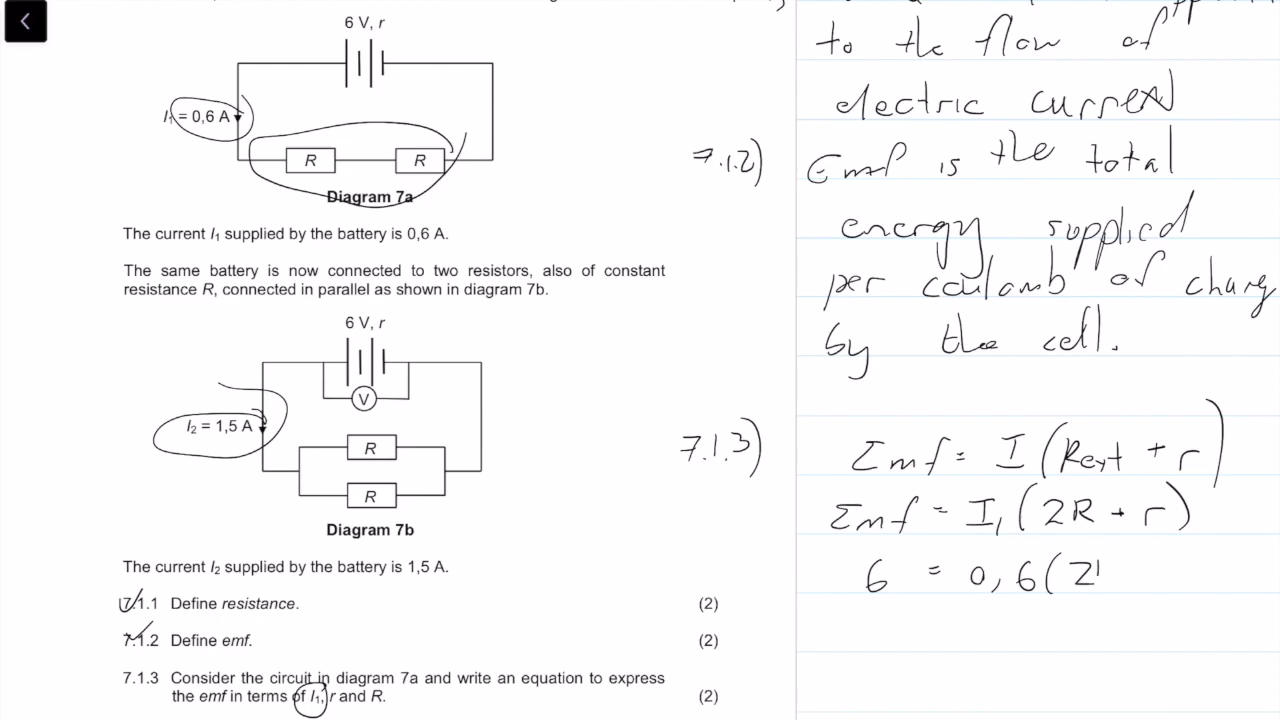 6 V, r
I₁ = 0,6 A
R R
Diagram 7a
The current I₁ supplied by the battery is 0,6 A.
The same battery is now connected to two resistors, also of constant
resistance R, connected in parallel as shown in diagram 7b.
6 V, r
V
I₂ = 1,5 A
R
R
Diagram 7b
The current I₂ supplied by the battery is 1,5 A.
7.1.1 Define resistance. (2)
7.1.2 Define emf. (2)
7.1.3 Consider the circuit in diagram 7a and write an equation to express
the emf in terms of I₁, r and R. (2)
to the flow of
electric current
7.1.2) Emf is the total
energy supplied
per coulomb of charg
by the cell.
7.1.3) Emf = I (Rext + r)
Emf = I₁ (2R + r)
6 = 0,6 (2